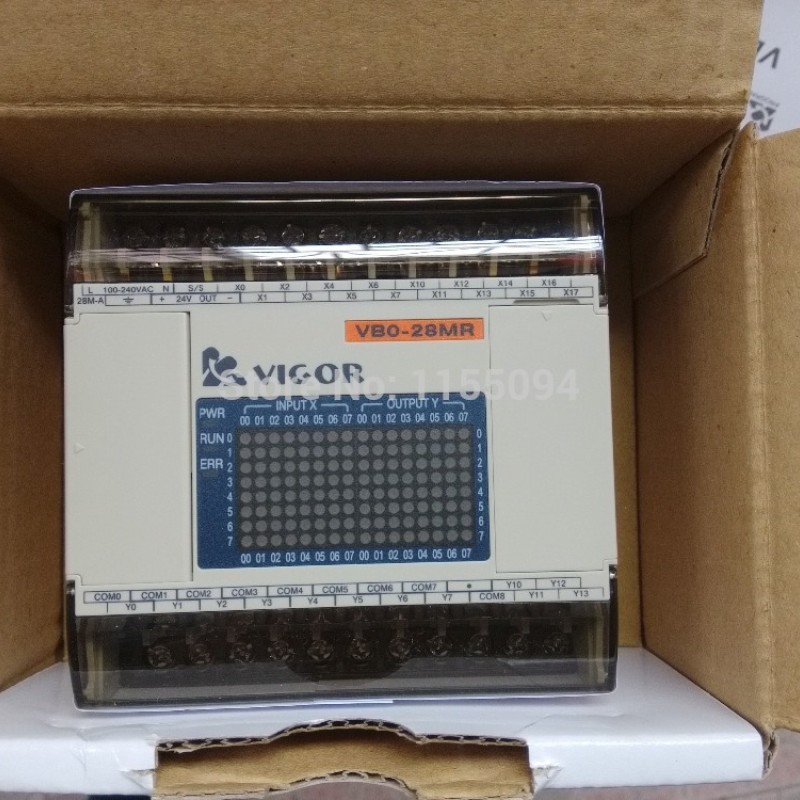 L 100-240VAC N S/S X0 X2 X4 X6 X10 X12 X14 X16
28M-A + 24V OUT − X1 X3 X5 X7 X11 X13 X15 X17
VB0-28MR
VIGOR
Store No: 1155094
INPUT X OUTPUT Y
PWR 00 01 02 03 04 05 06 07 00 01 02 03 04 05 06 07
RUN
ERR
0 0
1 1
2 2
3 3
4 4
5 5
6 6
7 7
00 01 02 03 04 05 06 07 00 01 02 03 04 05 06 07
COM0 COM1 COM2 COM3 COM4 COM5 COM6 COM7 • Y10 Y12
Y0 Y1 Y2 Y3 Y4 Y5 Y6 Y7 COM8 Y11 Y13